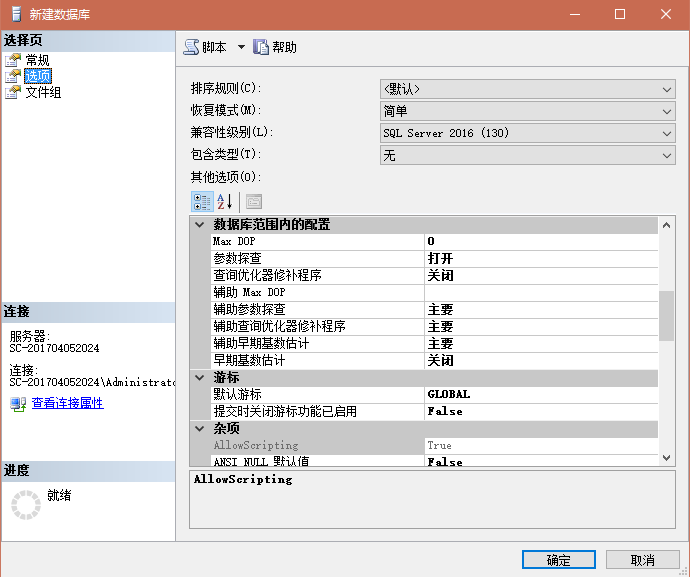 新建数据库
选择页
常规
选项
文件组
脚本 帮助
排序规则(C): <默认>
恢复模式(M): 简单
兼容性级别(L): SQL Server 2016 (130)
包含类型(T): 无
其他选项(O):
数据库范围内的配置
Max DOP 0
参数探查 打开
查询优化器修补程序 关闭
辅助 Max DOP
辅助参数探查 主要
辅助查询优化器修补程序 主要
辅助早期基数估计 主要
早期基数估计 关闭
游标
默认游标 GLOBAL
提交时关闭游标功能已启用 False
杂项
AllowScripting True
ANSI NULL 默认值 False
AllowScripting
连接
服务器:
SC-201704052024
连接:
SC-201704052024\Administrato
查看连接属性
进度
就绪
确定 取消